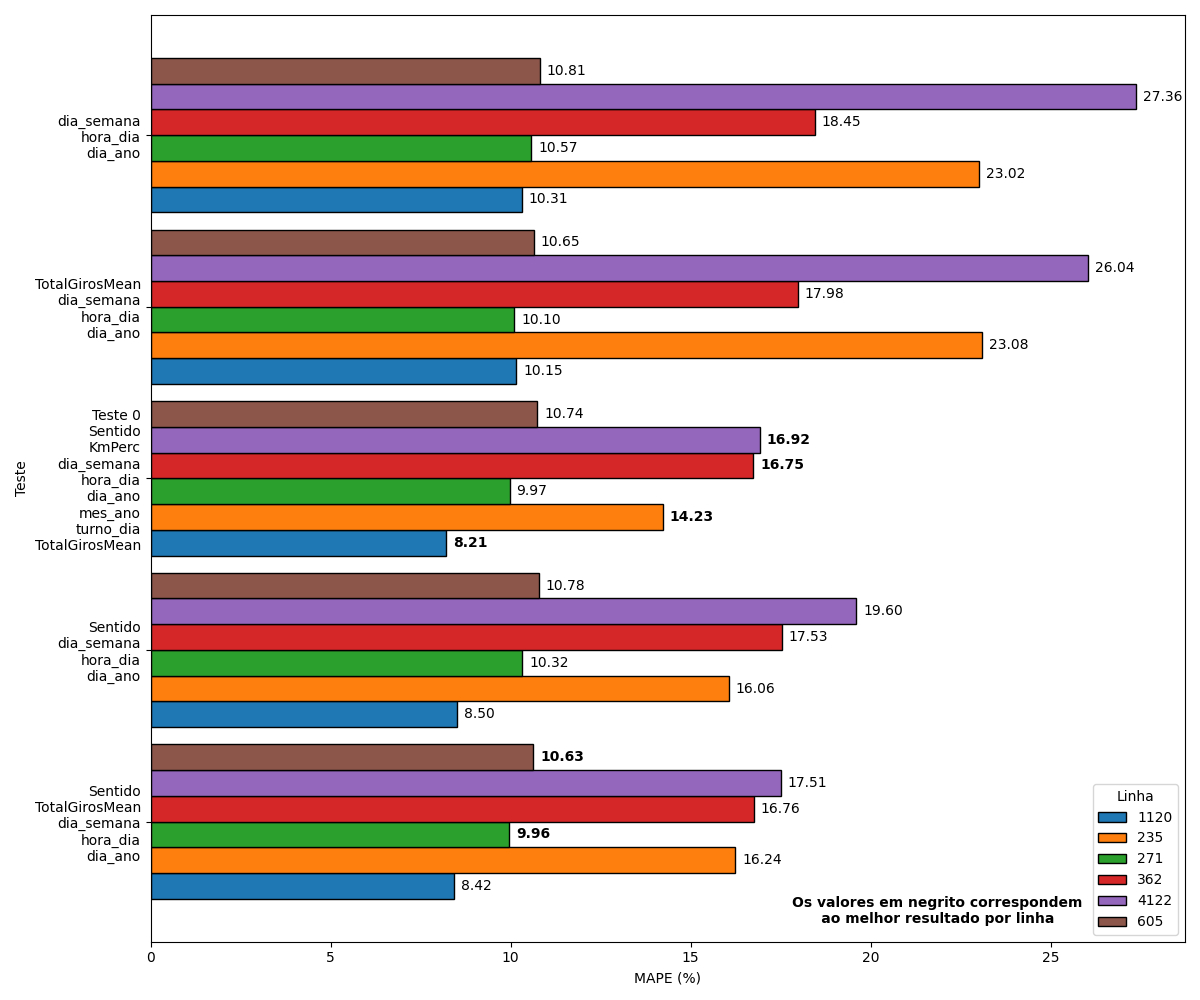 Teste
dia_semana
hora_dia
dia_ano
10.81
27.36
18.45
10.57
23.02
10.31
TotalGirosMean
dia_semana
hora_dia
dia_ano
10.65
26.04
17.98
10.10
23.08
10.15
Teste 0
Sentido
KmPerc
dia_semana
hora_dia
dia_ano
mes_ano
turno_dia
TotalGirosMean
10.74
16.92
16.75
9.97
14.23
8.21
Sentido
dia_semana
hora_dia
dia_ano
10.78
19.60
17.53
10.32
16.06
8.50
Sentido
TotalGirosMean
dia_semana
hora_dia
dia_ano
10.63
17.51
16.76
9.96
16.24
8.42
Linha
1120
235
271
362
4122
605
Os valores em negrito correspondem
ao melhor resultado por linha
0 5 10 15 20 25
MAPE (%)